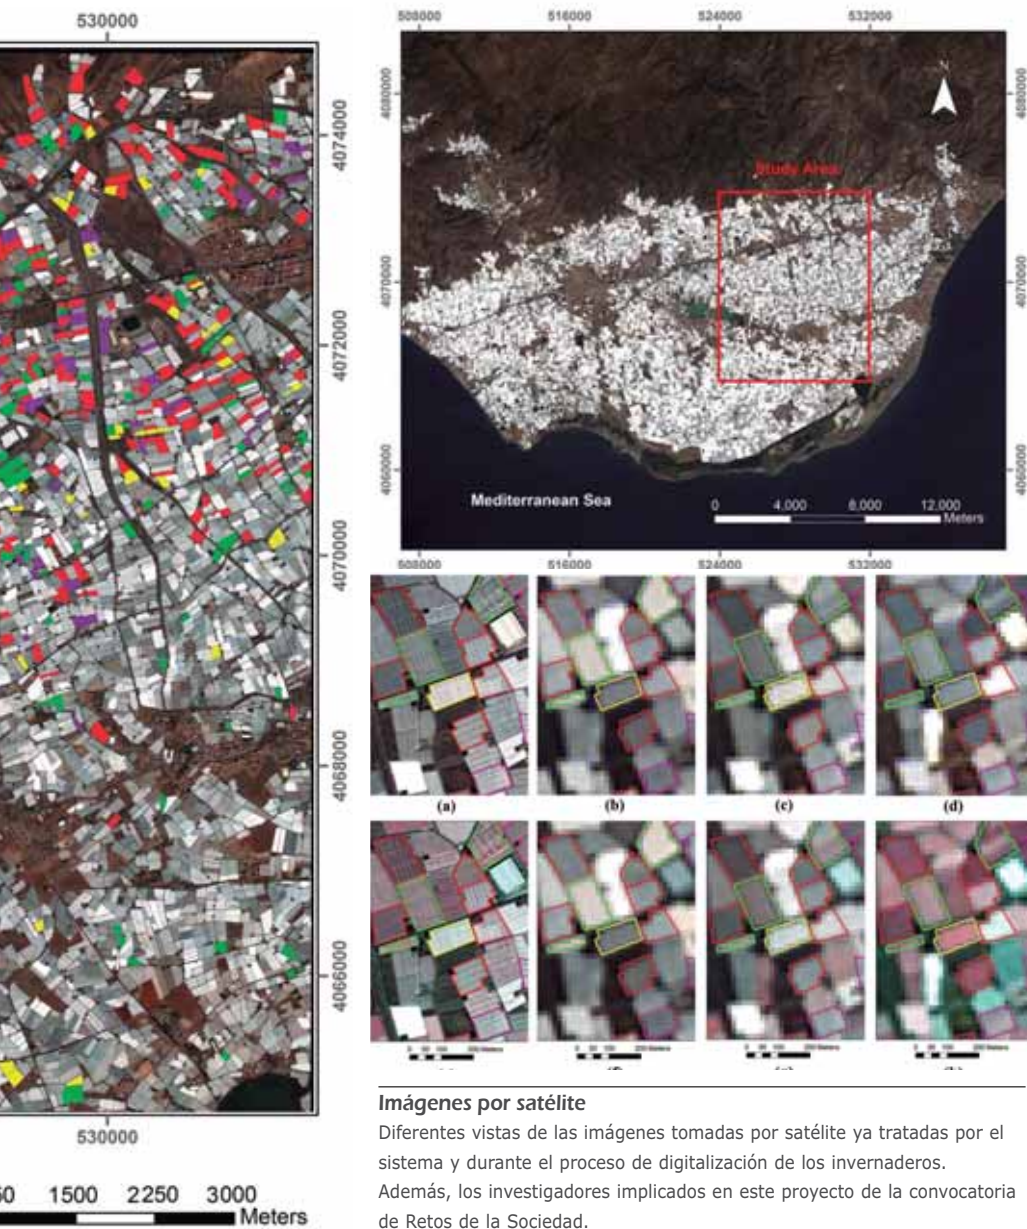 530000
4074000
4072000
4070000
4068000
4066000
530000
1500 2250 3000
Meters
508000 516000 524000 532000
4080000
4070000
4060000
4080000
4070000
4060000
N
Study Area
Mediterranean Sea
0 4,000 8,000 12,000
Meters
508000 516000 524000 532000
(a) (b) (c) (d)
Imágenes por satélite
Diferentes vistas de las imágenes tomadas por satélite ya tratadas por el
sistema y durante el proceso de digitalización de los invernaderos.
Además, los investigadores implicados en este proyecto de la convocatoria
de Retos de la Sociedad.